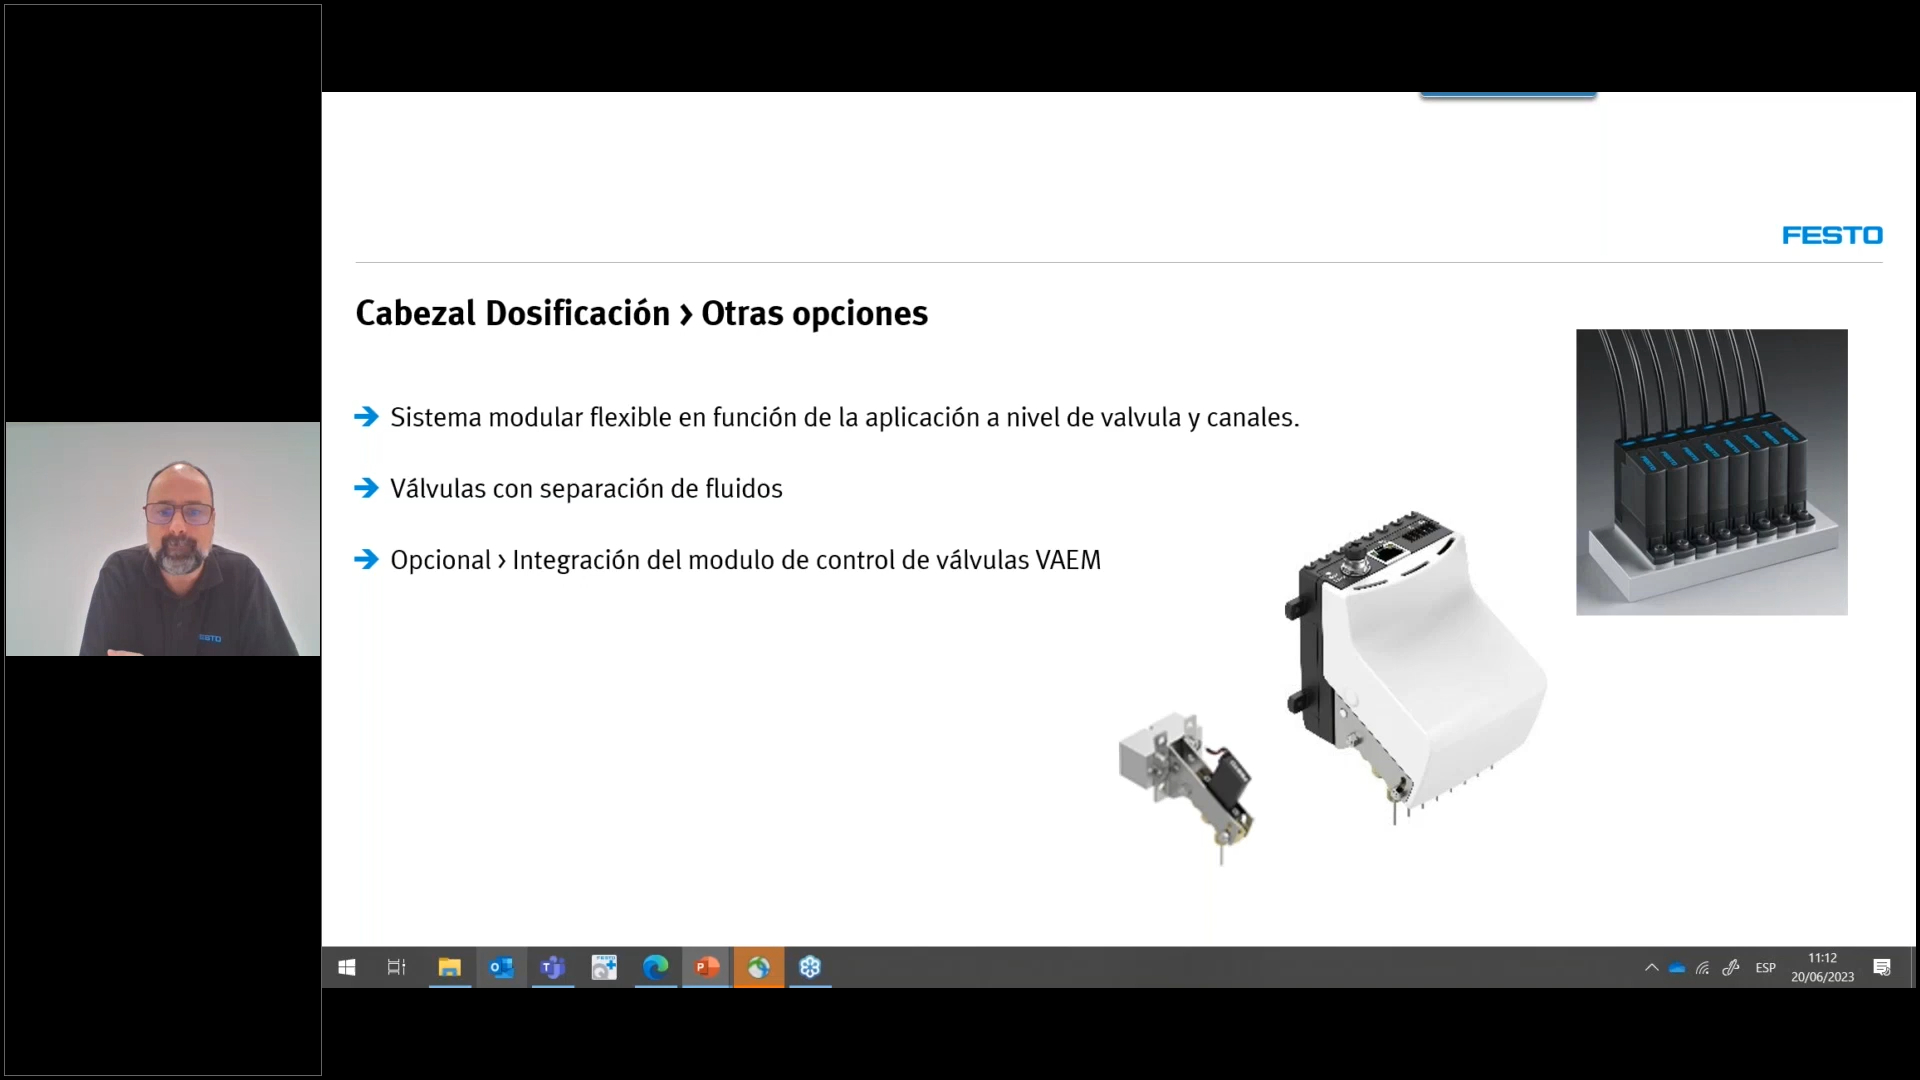 FESTO
Cabezal Dosificación > Otras opciones
Sistema modular flexible en función de la aplicación a nivel de valvula y canales.
Válvulas con separación de fluidos
Opcional > Integración del modulo de control de válvulas VAEM
FESTO
ESP
11:12
20/06/2023